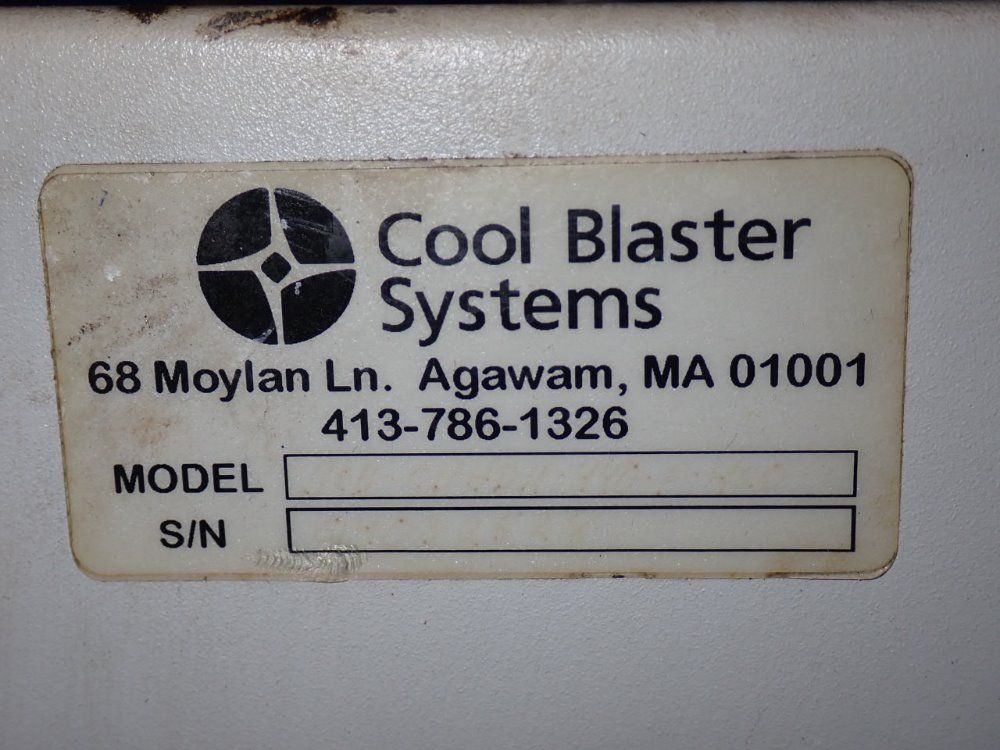 Cool Blaster
Systems
68 Moylan Ln. Agawam, MA 01001
413-786-1326
MODEL
S/N